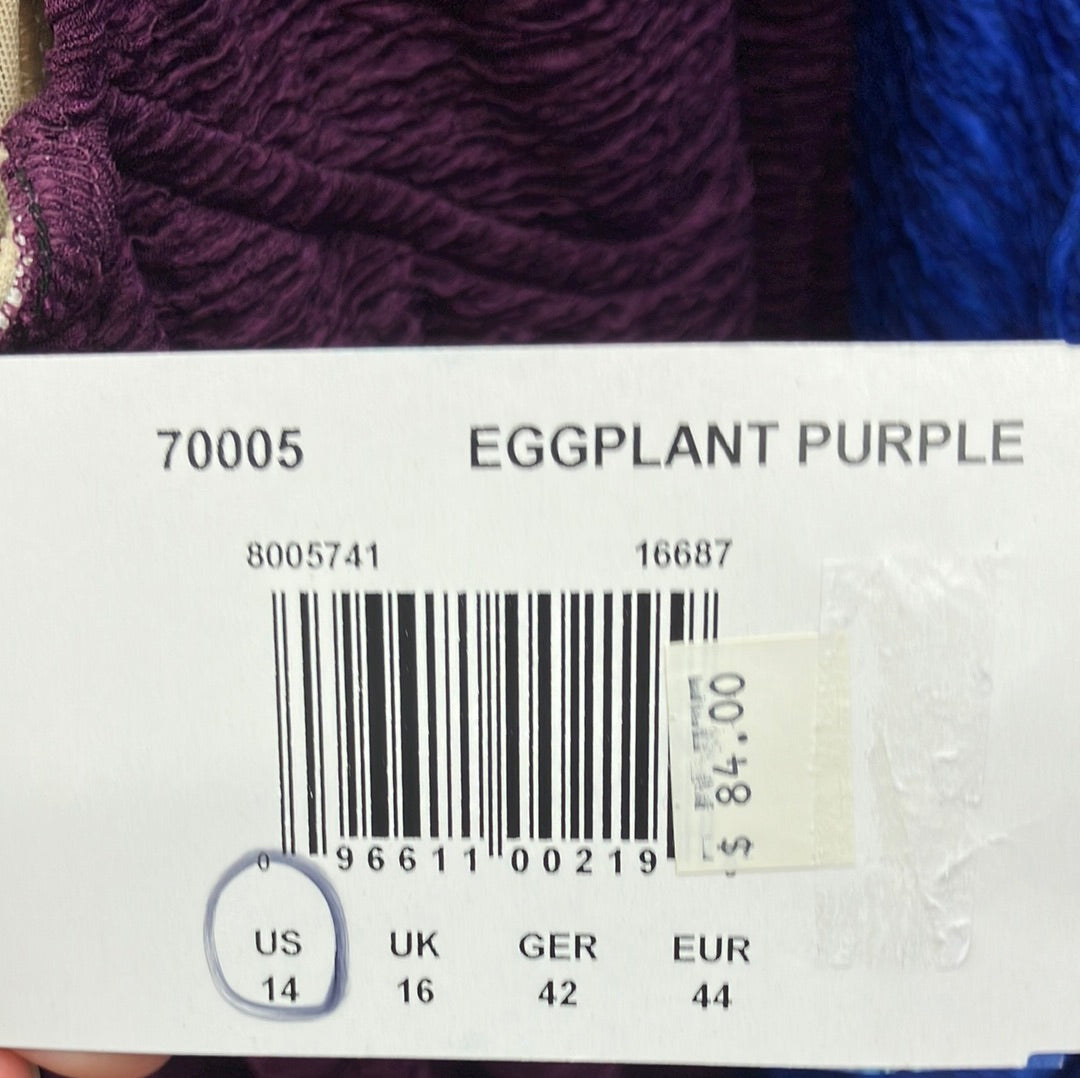 70005 EGGPLANT PURPLE
8005741 16687
0 96611 00219
$ 84.00
US UK GER EUR
14 16 42 44